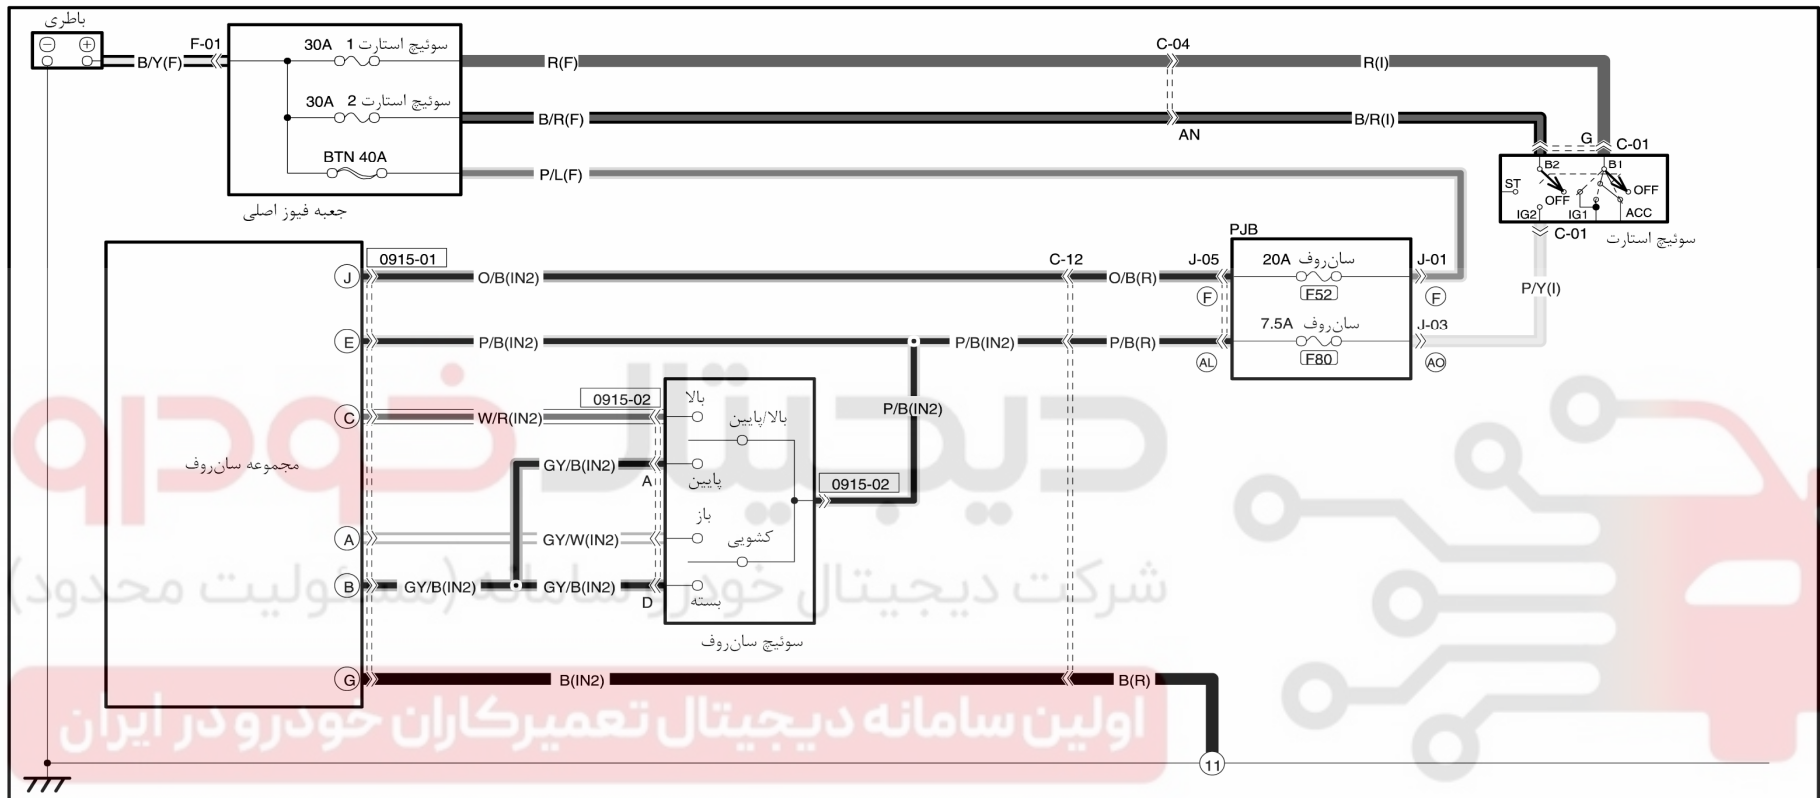 باطری
B/Y(F)
F-01
30A 1 سوئیچ استارت
30A 2 سوئیچ استارت
BTN 40A
جعبه فیوز اصلی
R(F)
C-04
R(I)
B/R(F)
AN
B/R(I)
P/L(F)
G
C-01
B2
B1
ST
OFF
OFF
IG2
IG1
ACC
C-01
سوئیچ استارت
P/Y(I)
PJB
J-05
20A سان‌روف
F52
J-01
F
F
7.5A سان‌روف
F80
J-03
AL
AO
0915-01
J
O/B(IN2)
C-12
O/B(R)
E
P/B(IN2)
P/B(IN2)
P/B(R)
P/B(IN2)
0915-02
C
W/R(IN2)
بالا
بالا/پایین
GY/B(IN2)
A
پایین
0915-02
مجموعه سان‌روف
باز
A
GY/W(IN2)
کشویی
B
GY/B(IN2)
GY/B(IN2)
D
بسته
سوئیچ سان‌روف
G
B(IN2)
B(R)
11
دیجیتال خودرو
شرکت دیجیتال خودرو سامانه (مسئولیت محدود)
اولین سامانه دیجیتال تعمیرکاران خودرو در ایران